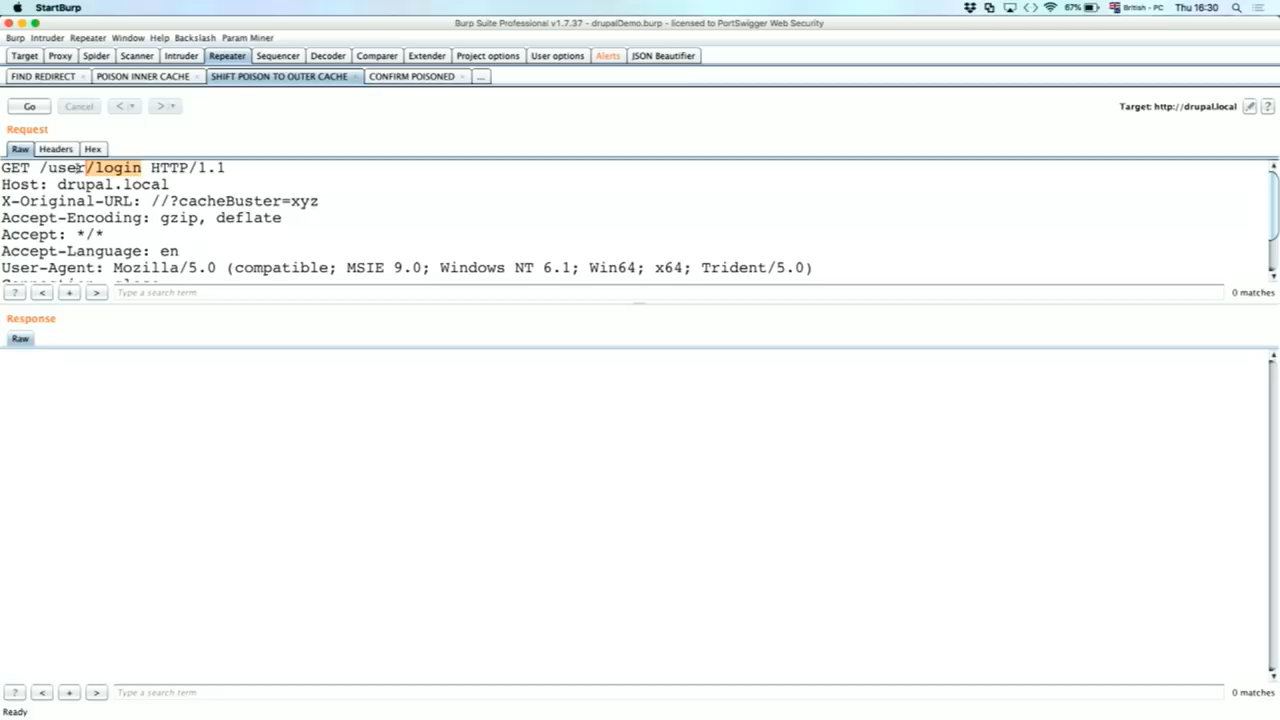 StartBurp 67% British - PC Thu 16:30
Burp Suite Professional v1.7.37 - drupalDemo.burp - licensed to PortSwigger Web Security
Burp Intruder Repeater Window Help Backslash Param Miner
Target Proxy Spider Scanner Intruder Repeater Sequencer Decoder Comparer Extender Project options User options Alerts JSON Beautifier
FIND REDIRECT × POISON INNER CACHE × SHIFT POISON TO OUTER CACHE × CONFIRM POISONED × ...
Go Cancel < > Target: http://drupal.local ?
Request
Raw Headers Hex
GET /user/login HTTP/1.1
Host: drupal.local
X-Original-URL: //?cacheBuster=xyz
Accept-Encoding: gzip, deflate
Accept: */*
Accept-Language: en
User-Agent: Mozilla/5.0 (compatible; MSIE 9.0; Windows NT 6.1; Win64; x64; Trident/5.0)
? < + > Type a search term 0 matches
Response
Raw
? < + > Type a search term 0 matches
Ready